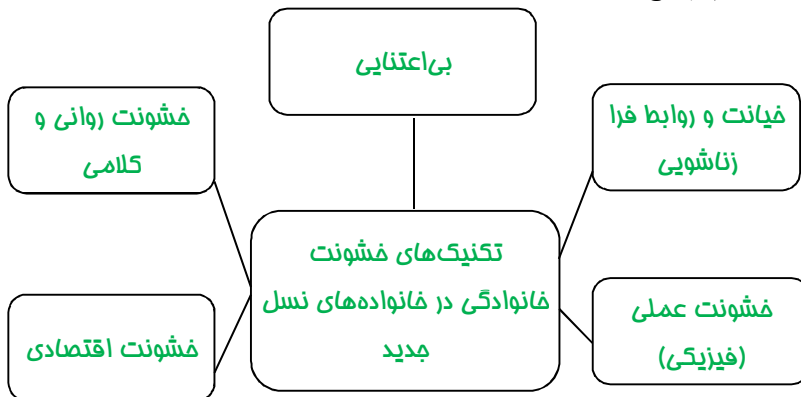 بی‌اعتنایی
خیانت و روابط فرا
زناشویی
خشونت روانی و
کلامی
تکنیک‌های خشونت
خانوادگی در خانواده‌های نسل
جدید
خشونت عملی
(فیزیکی)
خشونت اقتصادی